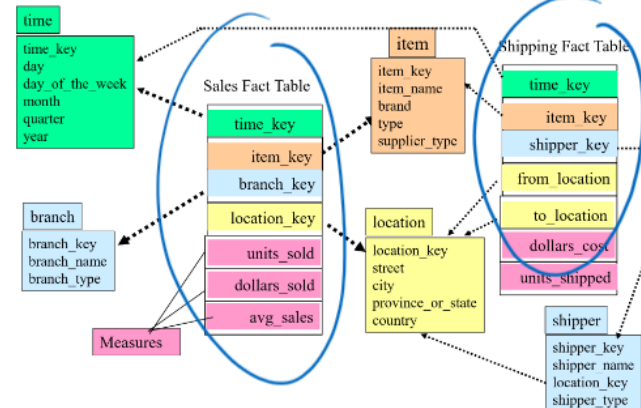 time
time_key
day
day_of_the_week
month
quarter
year
Sales Fact Table
time_key
item_key
branch_key
location_key
units_sold
dollars_sold
avg_sales
Measures
branch
branch_key
branch_name
branch_type
item
item_key
item_name
brand
type
supplier_type
location
location_key
street
city
province_or_state
country
Shipping Fact Table
time_key
item_key
shipper_key
from_location
to_location
dollars_cost
units_shipped
shipper
shipper_key
shipper_name
location_key
shipper_type